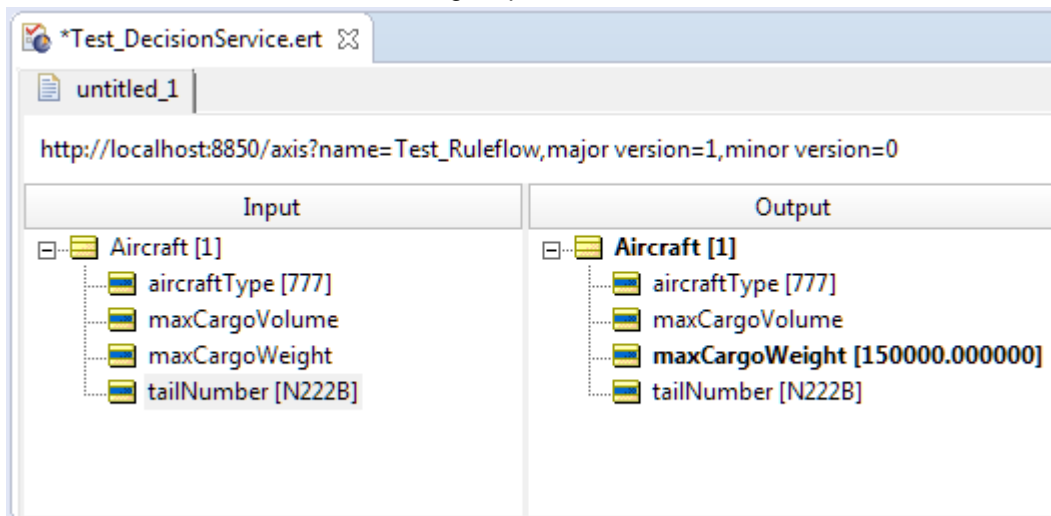 *Test_DecisionService.ert
untitled_1
http://localhost:8850/axis?name=Test_Ruleflow,major version=1,minor version=0
Input Output
Aircraft [1] Aircraft [1]
aircraftType [777] aircraftType [777]
maxCargoVolume maxCargoVolume
maxCargoWeight maxCargoWeight [150000.000000]
tailNumber [N222B] tailNumber [N222B]